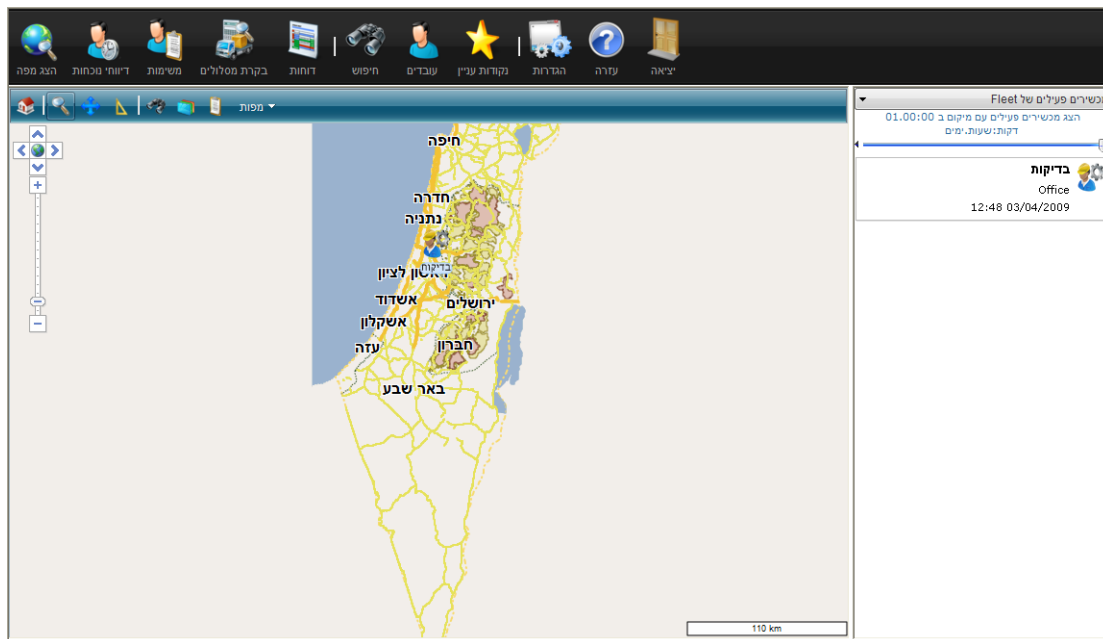 יציאה
עזרה
הגדרות
נקודות עניין
עובדים
חיפוש
דוחות
בקרת מסלולים
משימות
דיווחי נוכחות
הצג מפה
מפות
מכשירים פעילים של Fleet
הצג מכשירים פעילים עם מיקום ב 01.00:00
דקות:שעות.ימים
בדיקות
Office
12:48 03/04/2009
חיפה
חדרה
נתניה
בדיקות
ראשון לציון
אשדוד
ירושלים
אשקלון
חברון
עזה
באר שבע
110 km